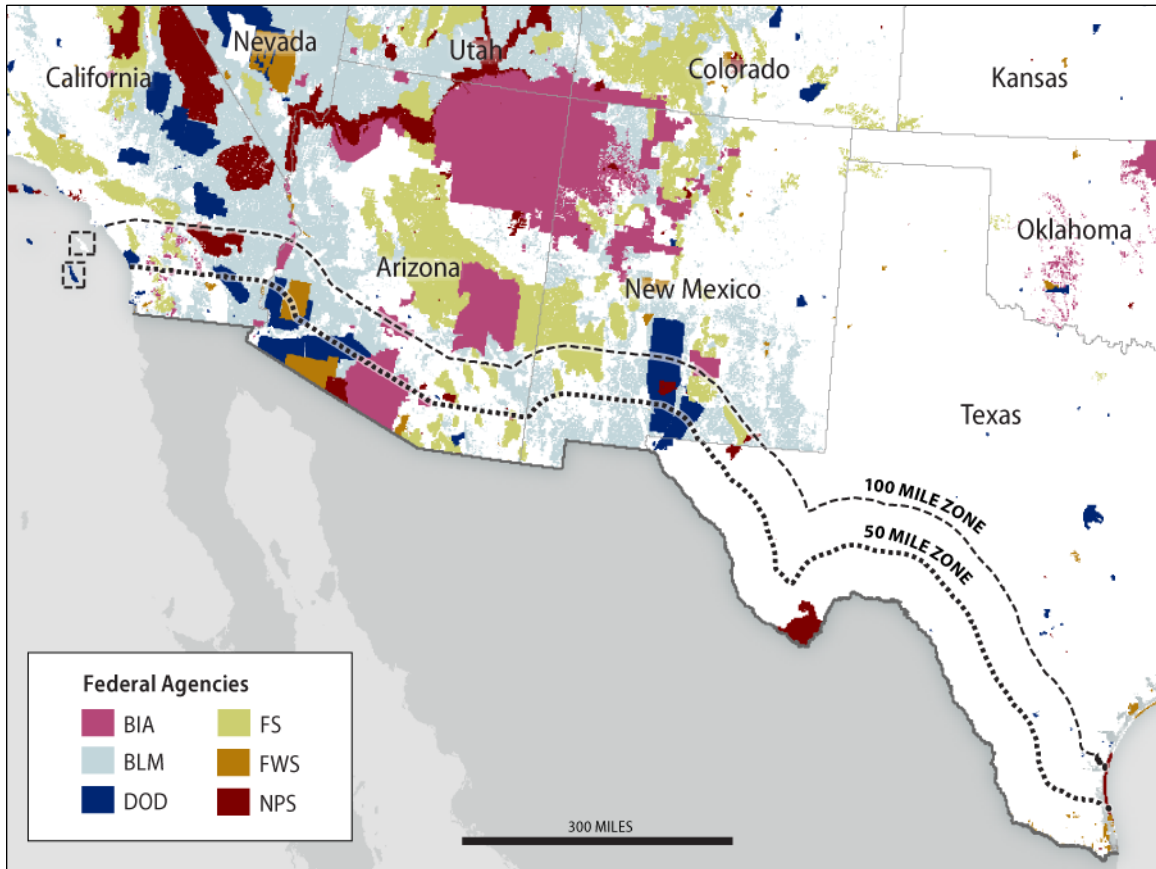 Nevada
Utah
Colorado
California
Kansas
Oklahoma
Arizona
New Mexico
Texas
100 MILE ZONE
50 MILE ZONE
Federal Agencies
BIA
FS
BLM
FWS
DOD
NPS
300 MILES